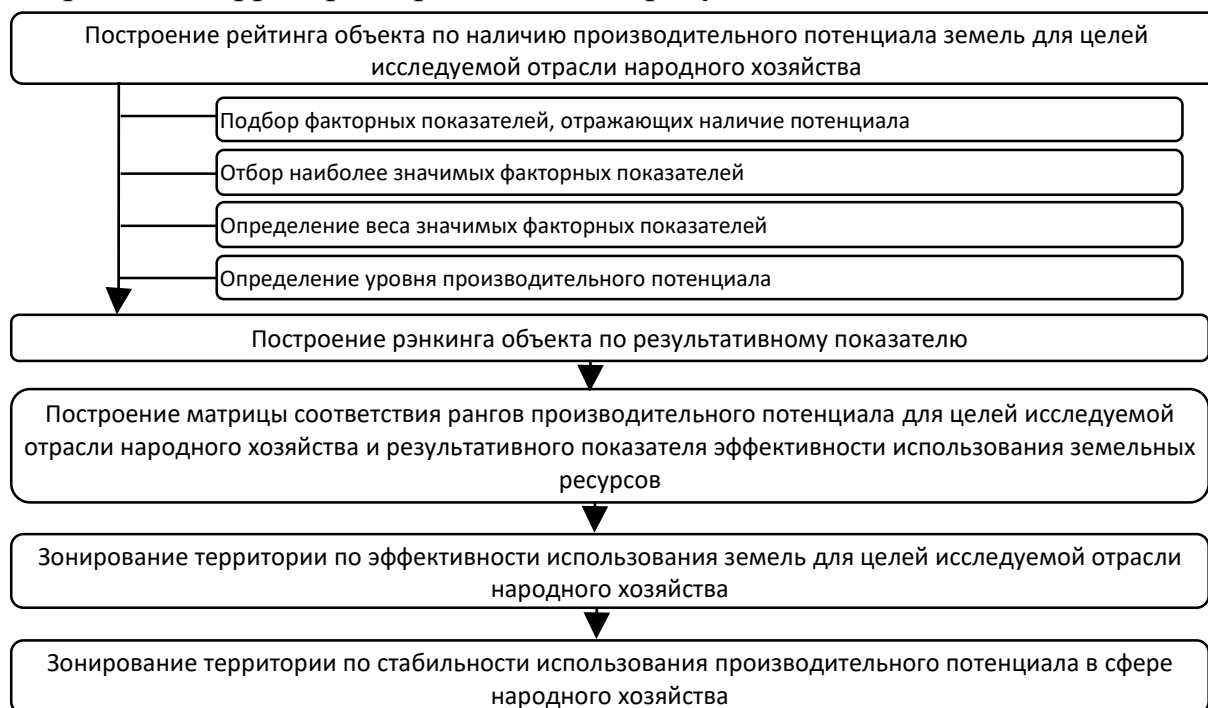 Построение рейтинга объекта по наличию производительного потенциала земель для целей
исследуемой отрасли народного хозяйства
Подбор факторных показателей, отражающих наличие потенциала
Отбор наиболее значимых факторных показателей
Определение веса значимых факторных показателей
Определение уровня производительного потенциала
Построение рэнкинга объекта по результативному показателю
Построение матрицы соответствия рангов производительного потенциала для целей исследуемой
отрасли народного хозяйства и результативного показателя эффективности использования земельных
ресурсов
Зонирование территории по эффективности использования земель для целей исследуемой отрасли
народного хозяйства
Зонирование территории по стабильности использования производительного потенциала в сфере
народного хозяйства